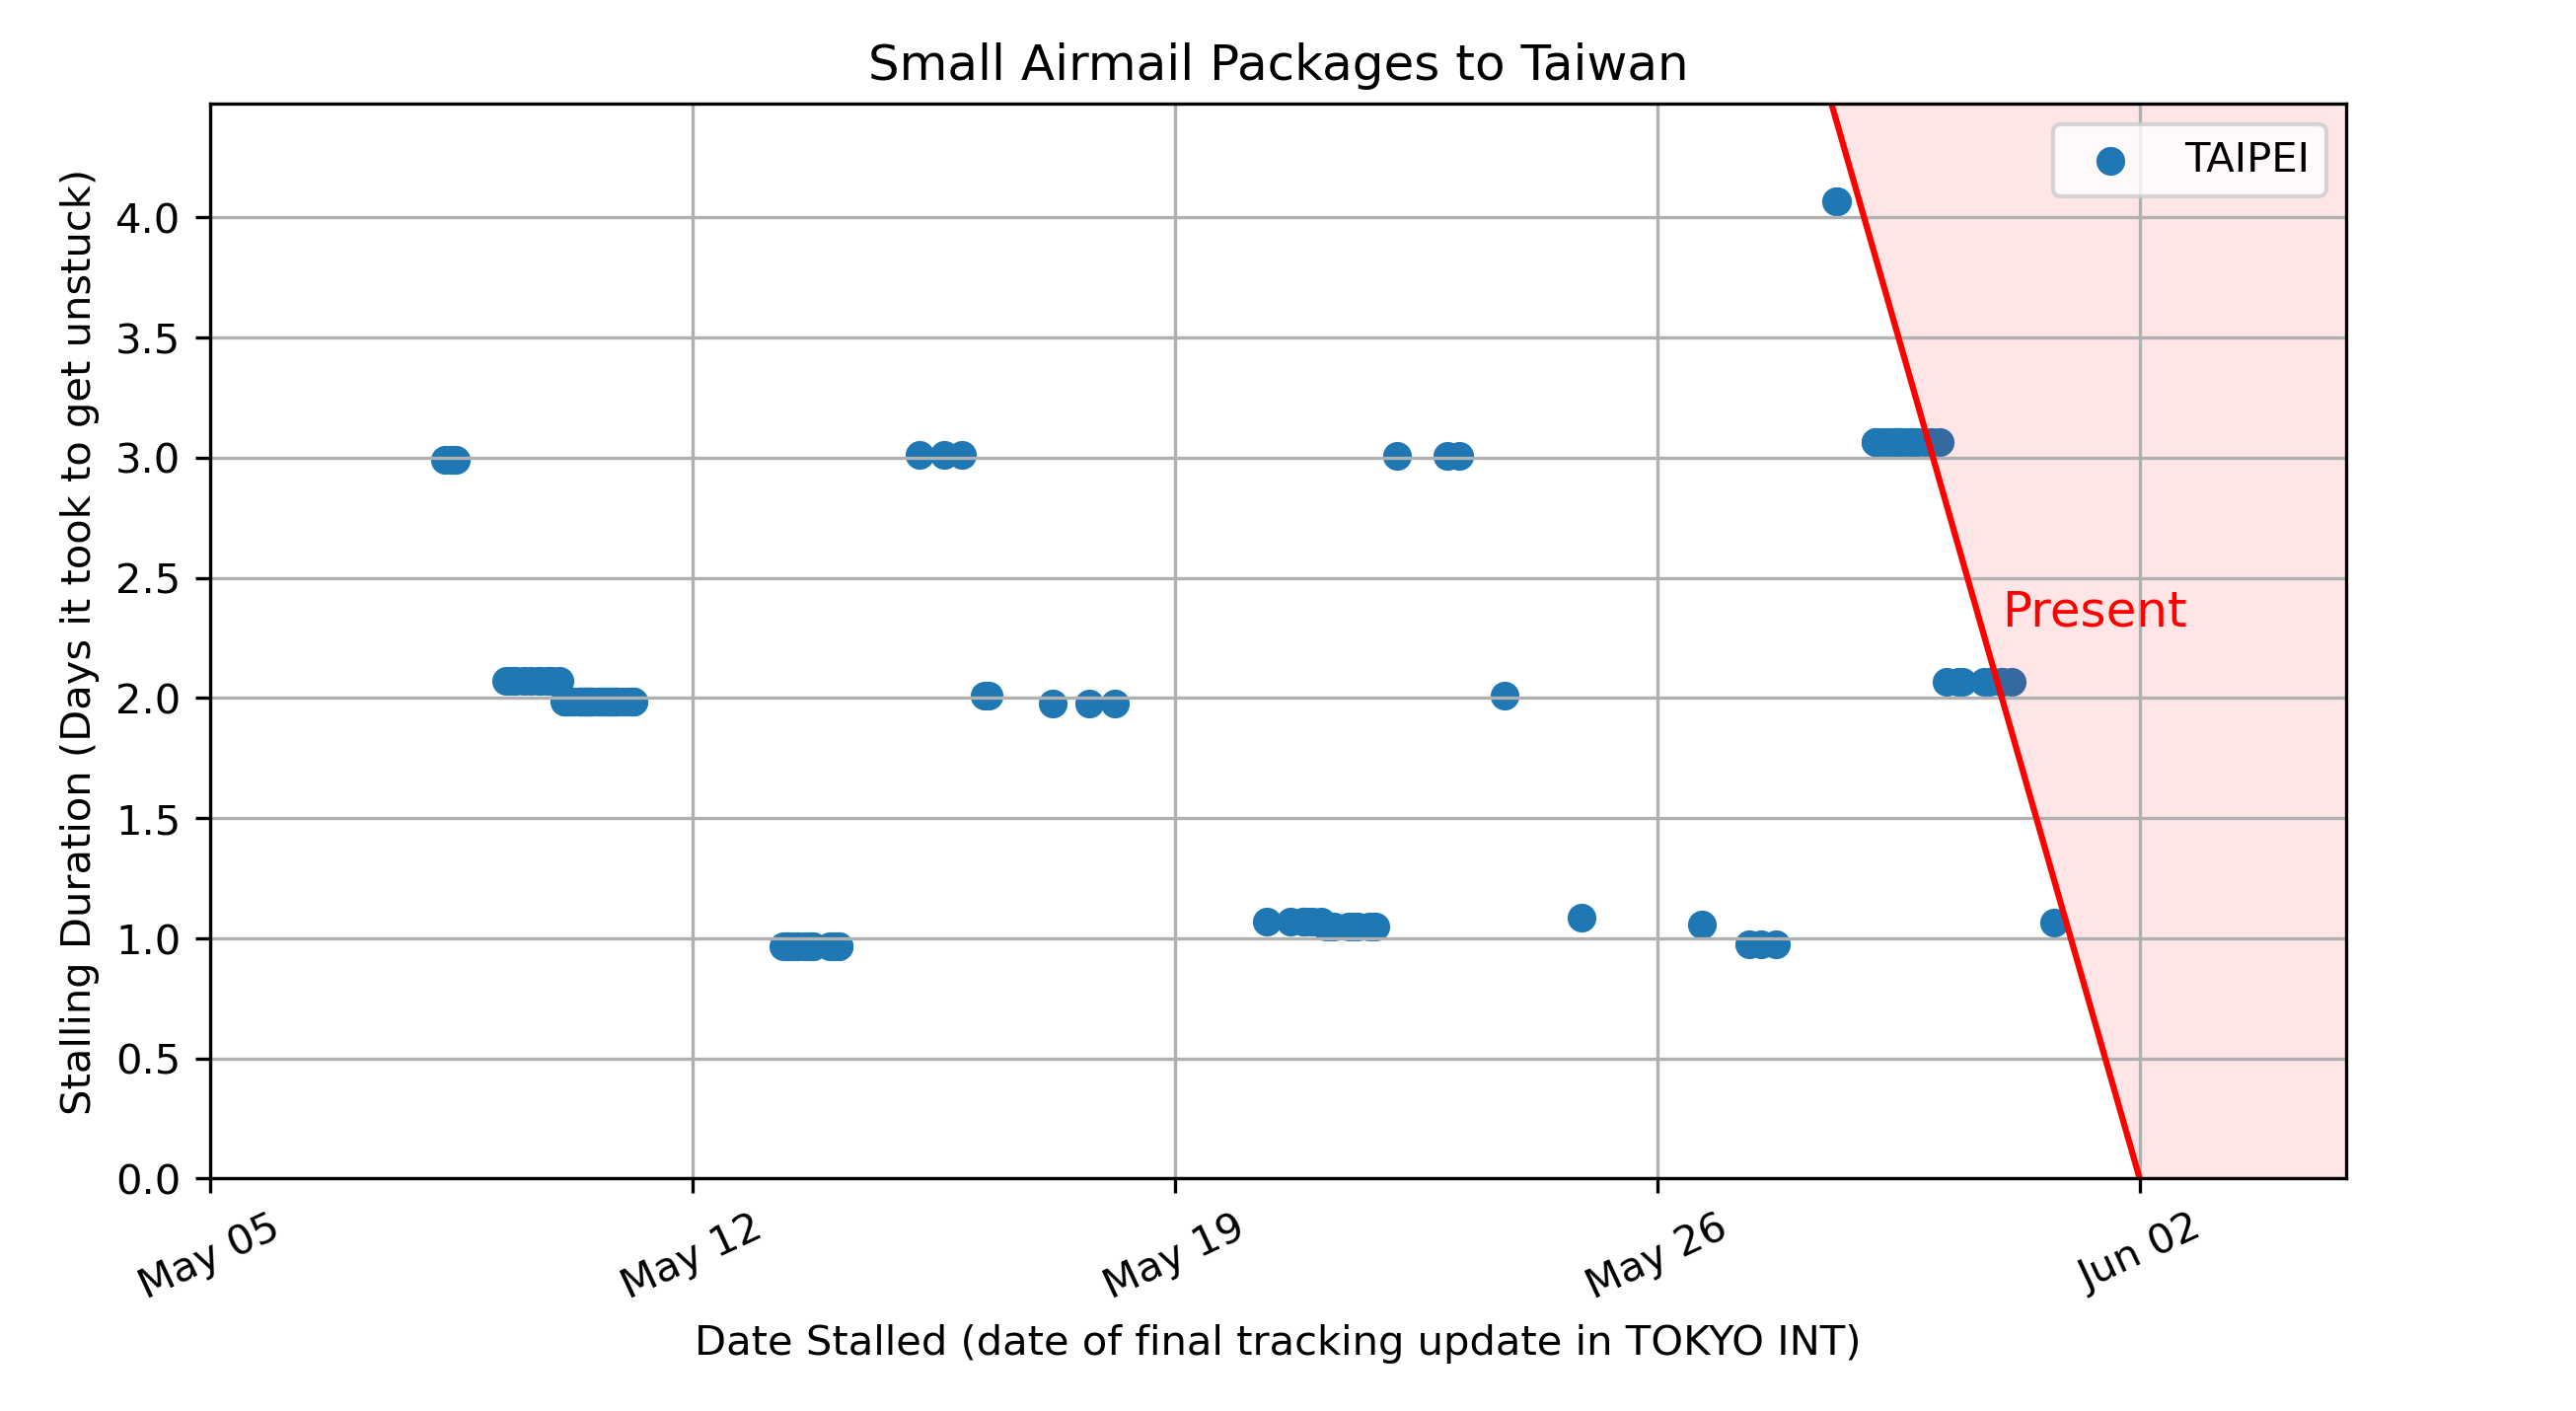 Small Airmail Packages to Taiwan
TAIPEI
Present
Stalling Duration (Days it took to get unstuck)
4.0
3.5
3.0
2.5
2.0
1.5
1.0
0.5
0.0
May 05
May 12
May 19
May 26
Jun 02
Date Stalled (date of final tracking update in TOKYO INT)